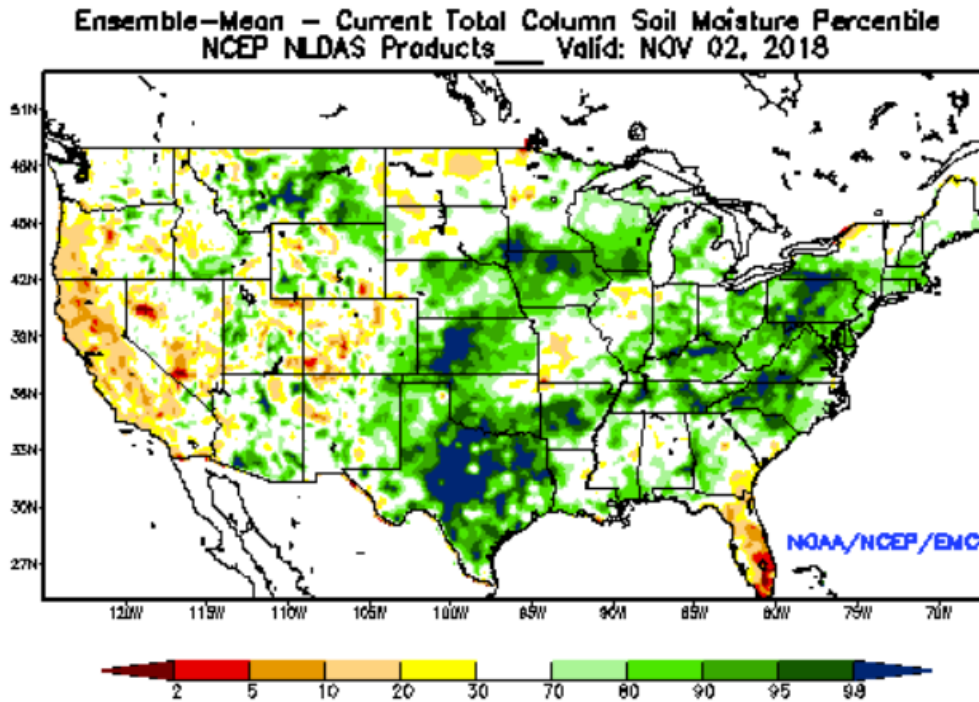 Ensemble-Mean - Current Total Column Soil Moisture Percentile
NCEP NLDAS Products___ Valid: NOV 02, 2018
51N
48N
45N
42N
39N
36N
33N
30N
27N
NOAA/NCEP/EMC
120W 115W 110W 105W 100W 95W 90W 85W 80W 75W 70W
2 5 10 20 30 70 80 90 95 98